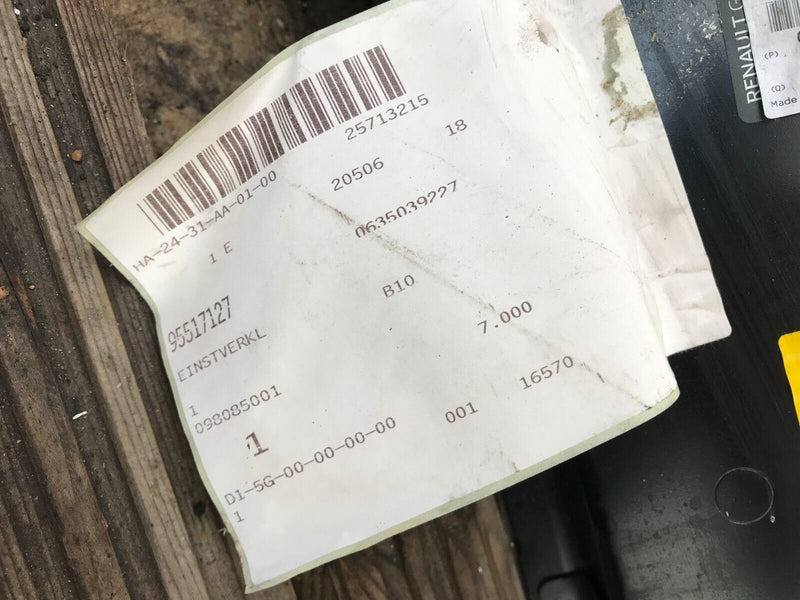 25713215
HA-24-31-AA-01-00
20506
18
1 E
0635039227
95517127
B10
EINSTVERKL
7.000
1
098085001
16570
1
001
D1-5G-00-00-00-00
1
RENAULT G
(P)
(Q)
Made